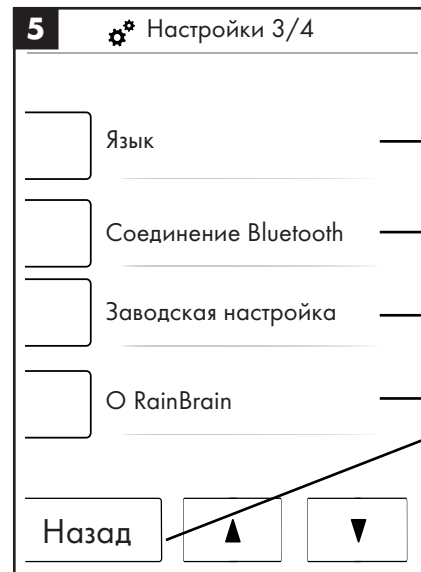 5
Настройки 3/4
Язык
Соединение Bluetooth
Заводская настройка
О RainBrain
Назад